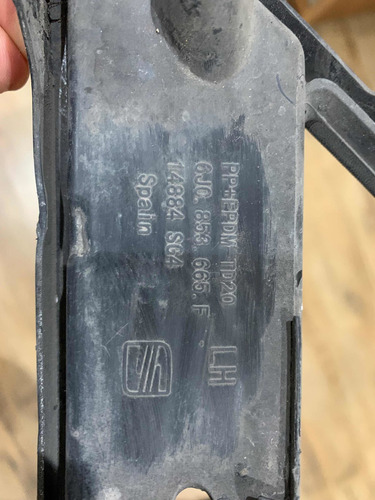 PP+EPDM TD20
6J0. 853. 665. F
14884 SG4
Spain
LH